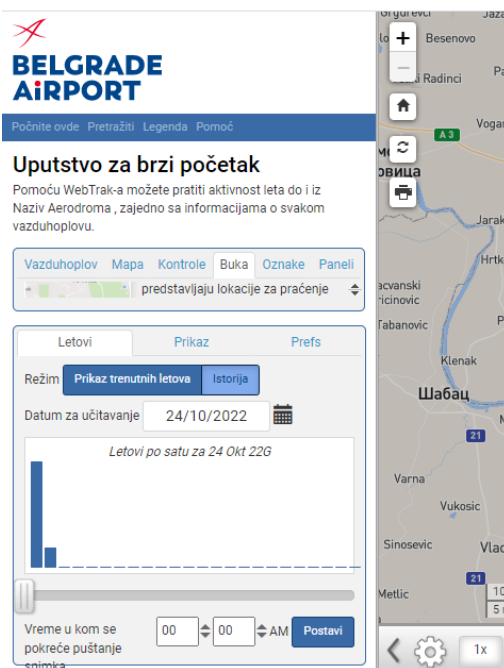 BELGRADE
AiRPORT
Počnite ovde Pretražiti Legenda Pomoć
Uputstvo za brzi početak
Pomoću WebTrak-a možete pratiti aktivnost leta do i iz
Naziv Aerodroma , zajedno sa informacijama o svakom
vazduhoplovu.
Vazduhoplov Mapa Kontrole Buka Oznake Paneli
predstavljaju lokacije za praćenje
Letovi Prikaz Prefs
Režim Prikaz trenutnih letova Istorija
Datum za učitavanje 24/10/2022
Letovi po satu za 24 Okt 22G
Vreme u kom se
pokreće puštanje
snimka
00 00 AM Postavi
Besenovo
Radinci
A3
овица
Jarak
Klenak
Шабац
21
Varna
Vukosic
Sinosevic
21
Metlic
1x